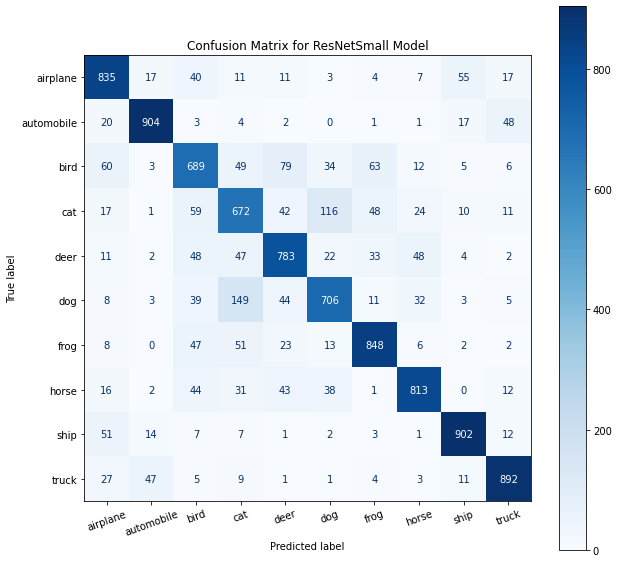 Confusion Matrix for ResNetSmall Model
airplane 835 17 40 11 11 3 4 7 55 17
automobile 20 904 3 4 2 0 1 1 17 48
bird 60 3 689 49 79 34 63 12 5 6
cat 17 1 59 672 42 116 48 24 10 11
deer 11 2 48 47 783 22 33 48 4 2
dog 8 3 39 149 44 706 11 32 3 5
frog 8 0 47 51 23 13 848 6 2 2
horse 16 2 44 31 43 38 1 813 0 12
ship 51 14 7 7 1 2 3 1 902 12
truck 27 47 5 9 1 1 4 3 11 892
airplane automobile bird cat deer dog frog horse ship truck
Predicted label
True label
800
600
400
200
0